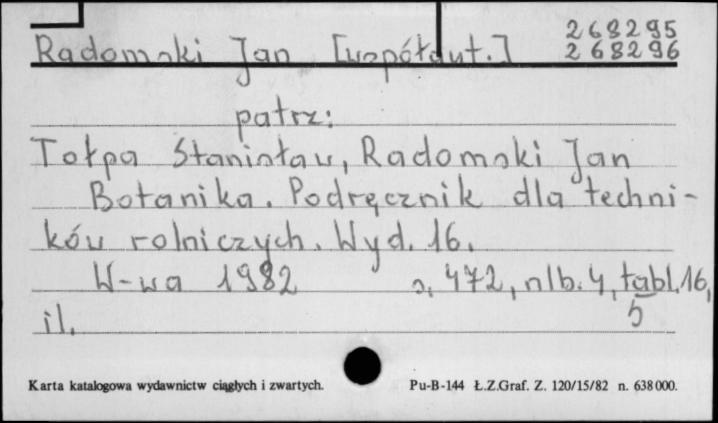 268295
Radomski Jan [współaut.] 268296
patrz:
Tołpa Stanisław, Radomski Jan
Botanika. Podręcznik dla techni-
ków rolniczych. Wyd. 16.
W-wa 1982 s. 472, nlb. 4, tabl. 16,
il. 5
Karta katalogowa wydawnictw ciągłych i zwartych. Pu-B-144 Ł.Z.Graf. Z. 120/15/82 n. 638000.